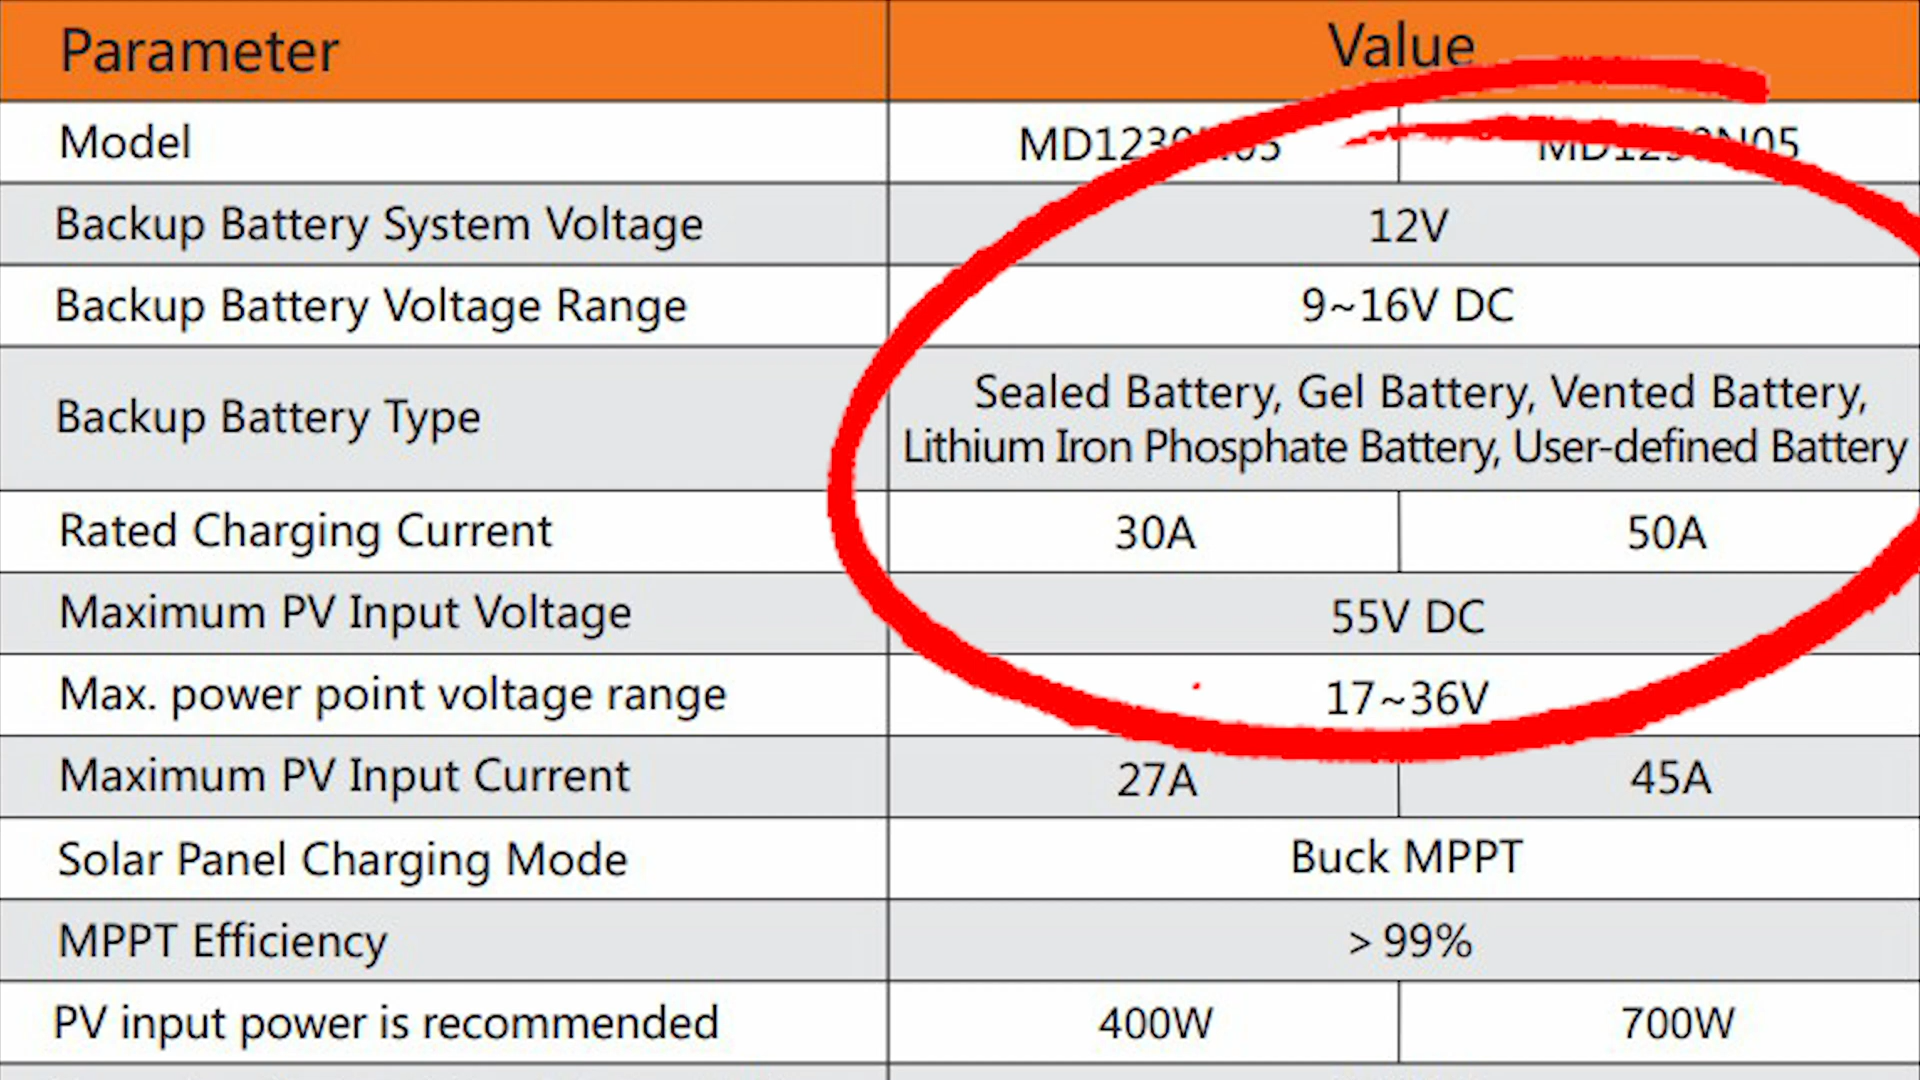 Parameter Value
Model
Backup Battery System Voltage 12V
Backup Battery Voltage Range 9~16V DC
Backup Battery Type Sealed Battery, Gel Battery, Vented Battery,
Lithium Iron Phosphate Battery, User-defined Battery
Rated Charging Current 30A 50A
Maximum PV Input Voltage 55V DC
Max. power point voltage range 17~36V
Maximum PV Input Current 27A 45A
Solar Panel Charging Mode Buck MPPT
MPPT Efficiency > 99%
PV input power is recommended 400W 700W